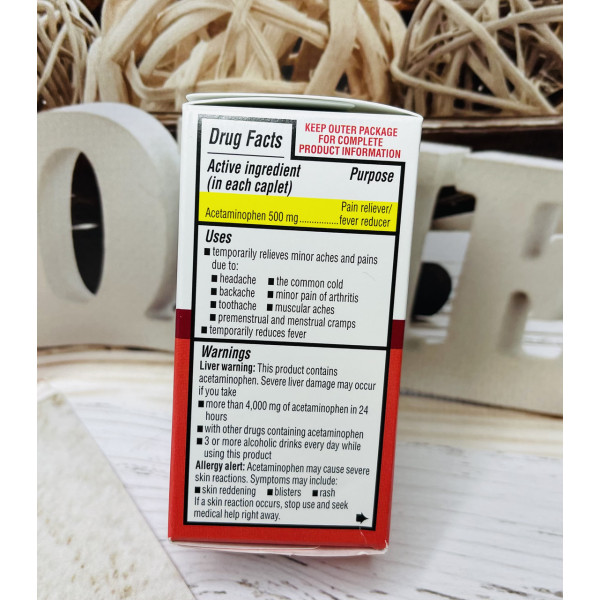 Drug Facts
KEEP OUTER PACKAGE
FOR COMPLETE
PRODUCT INFORMATION
Active ingredient
(in each caplet)
Purpose
Pain reliever/
Acetaminophen 500 mg................fever reducer
Uses
■ temporarily relieves minor aches and pains
due to:
■ headache ■ the common cold
■ backache ■ minor pain of arthritis
■ toothache ■ muscular aches
■ premenstrual and menstrual cramps
■ temporarily reduces fever
Warnings
Liver warning: This product contains
acetaminophen. Severe liver damage may occur
if you take
■ more than 4,000 mg of acetaminophen in 24
hours
■ with other drugs containing acetaminophen
■ 3 or more alcoholic drinks every day while
using this product
Allergy alert: Acetaminophen may cause severe
skin reactions. Symptoms may include:
■ skin reddening ■ blisters ■ rash
If a skin reaction occurs, stop use and seek
medical help right away.